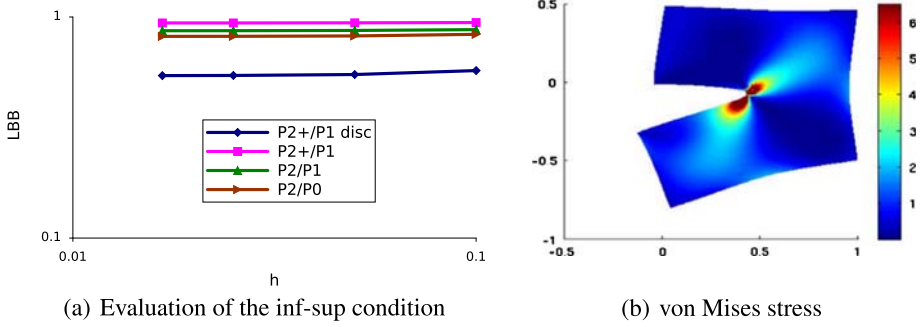 1
LBB
P2+/P1 disc
P2+/P1
P2/P1
P2/P0
0.1
0.01
0.1
h
(a) Evaluation of the inf-sup condition
0.5
0
-0.5
-1
-0.5
0
0.5
1
6
5
4
3
2
1
(b) von Mises stress